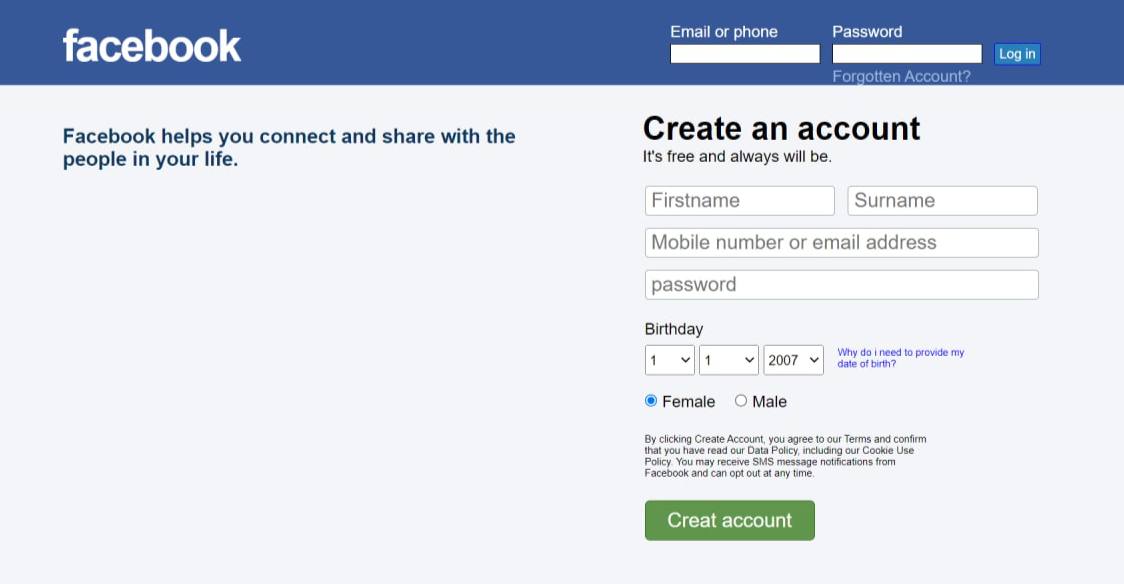 facebook
Email or phone
Password
Log in
Forgotten Account?
Facebook helps you connect and share with the
people in your life.
Create an account
It's free and always will be.
Firstname
Surname
Mobile number or email address
password
Birthday
1
1
2007
Why do i need to provide my
date of birth?
Female
Male
By clicking Create Account, you agree to our Terms and confirm
that you have read our Data Policy, including our Cookie Use
Policy. You may receive SMS message notifications from
Facebook and can opt out at any time.
Creat account